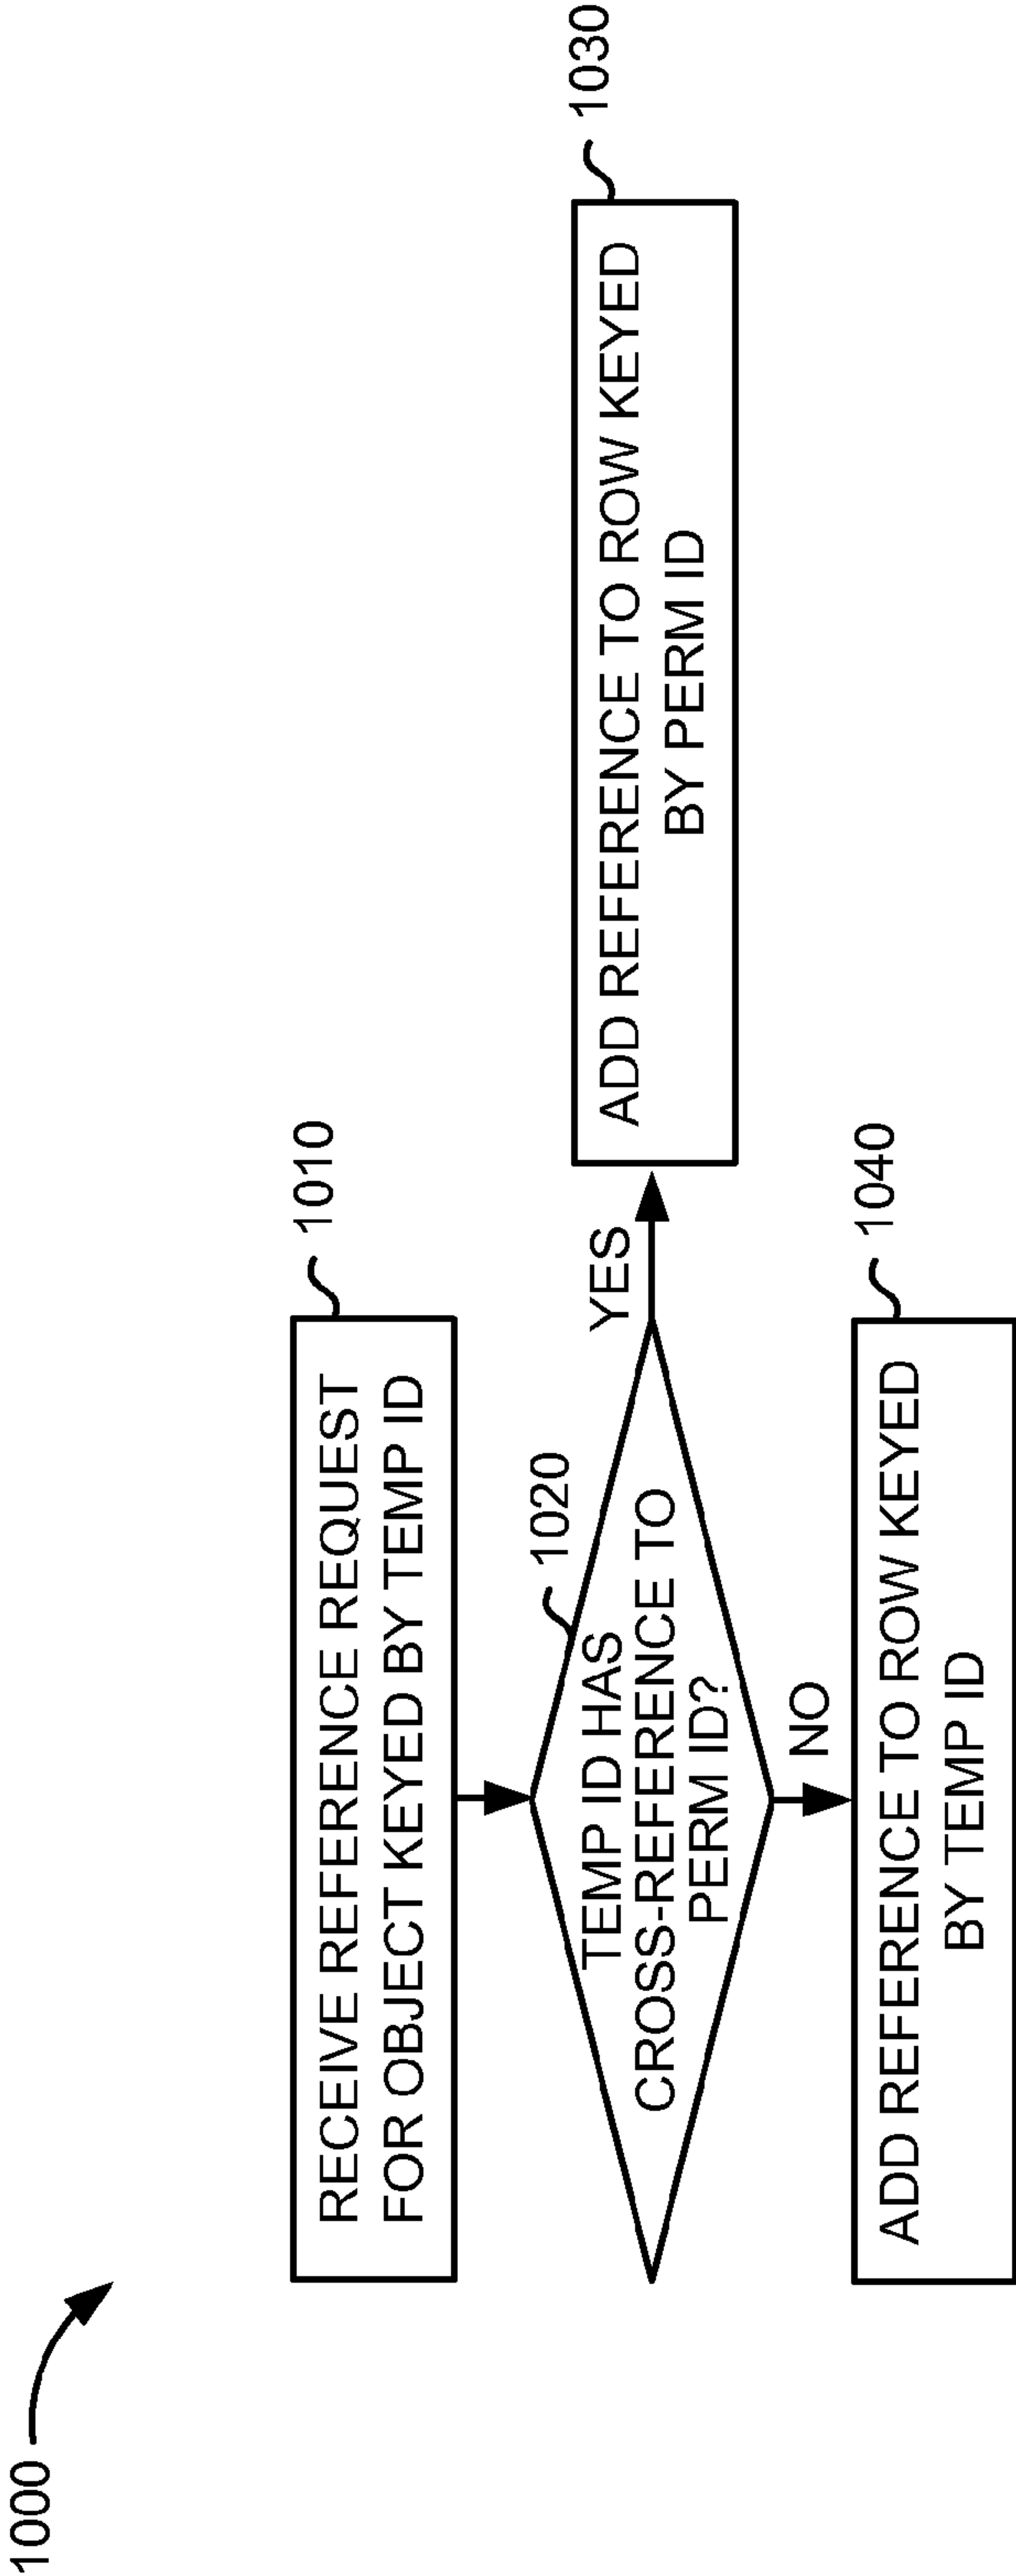 1000
1010
RECEIVE REFERENCE REQUEST
FOR OBJECT KEYED BY TEMP ID
1020
TEMP ID HAS
CROSS-REFERENCE TO
PERM ID?
YES
1030
ADD REFERENCE TO ROW KEYED
BY PERM ID
NO
1040
ADD REFERENCE TO ROW KEYED
BY TEMP ID